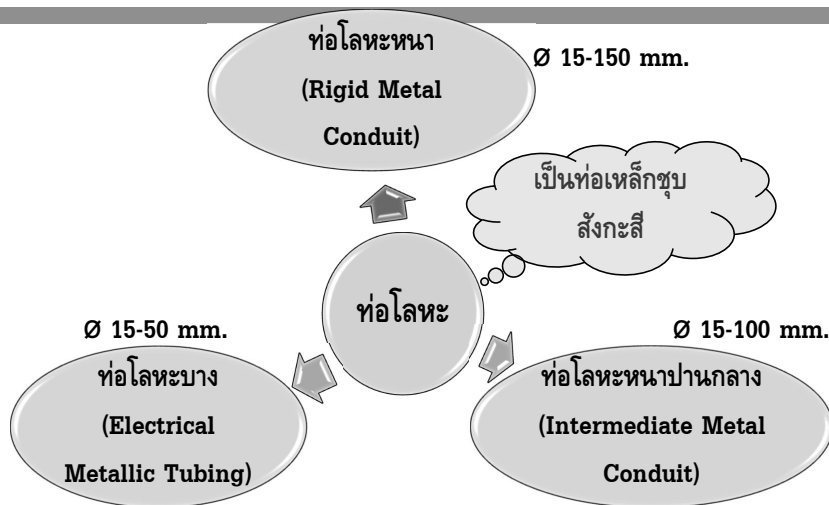 ท่อโลหะหนา
(Rigid Metal
Conduit)
Ø 15-150 mm.
เป็นท่อเหล็กชุบ
สังกะสี
ท่อโลหะ
Ø 15-50 mm.
ท่อโลหะบาง
(Electrical
Metallic Tubing)
Ø 15-100 mm.
ท่อโลหะหนาปานกลาง
(Intermediate Metal
Conduit)